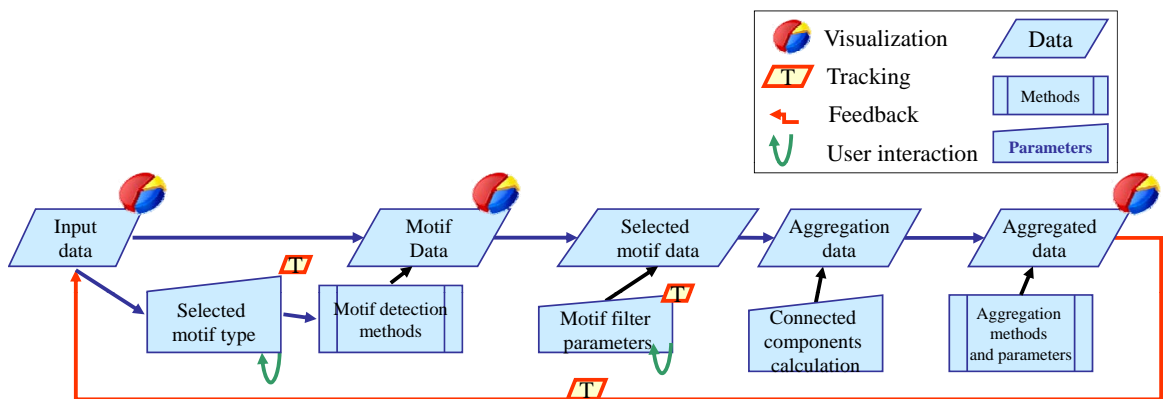 Visualization
Data
T
Tracking
Methods
Feedback
Parameters
User interaction
Input
data
Motif
Data
Selected
motif data
Aggregation
data
Aggregated
data
T
Selected
motif type
Motif detection
methods
T
Motif filter
parameters
Connected
components
calculation
Aggregation
methods
and parameters
T